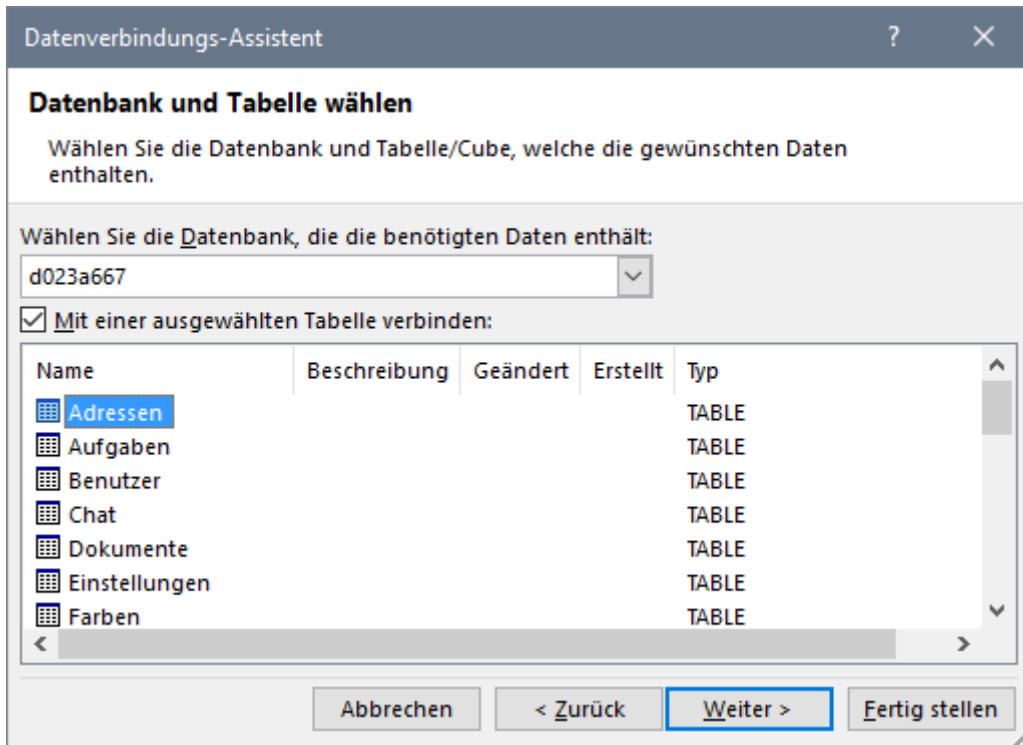 Datenverbindungs-Assistent ?
Datenbank und Tabelle wählen
Wählen Sie die Datenbank und Tabelle/Cube, welche die gewünschten Daten
enthalten.
Wählen Sie die Datenbank, die die benötigten Daten enthält:
d023a667
Mit einer ausgewählten Tabelle verbinden:
Name Beschreibung Geändert Erstellt Typ
Adressen TABLE
Aufgaben TABLE
Benutzer TABLE
Chat TABLE
Dokumente TABLE
Einstellungen TABLE
Farben TABLE
Abbrechen < Zurück Weiter > Fertig stellen